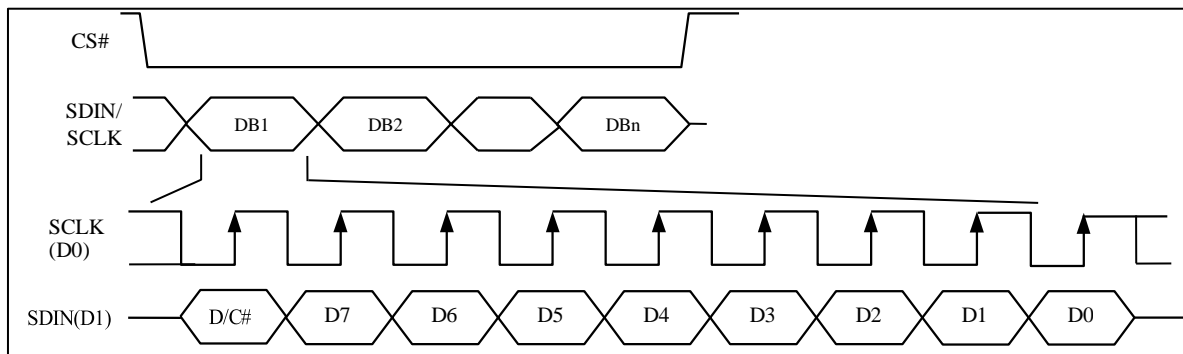 CS#
SDIN/
SCLK
DB1 DB2 DBn
SCLK
(D0)
SDIN(D1) D/C# D7 D6 D5 D4 D3 D2 D1 D0